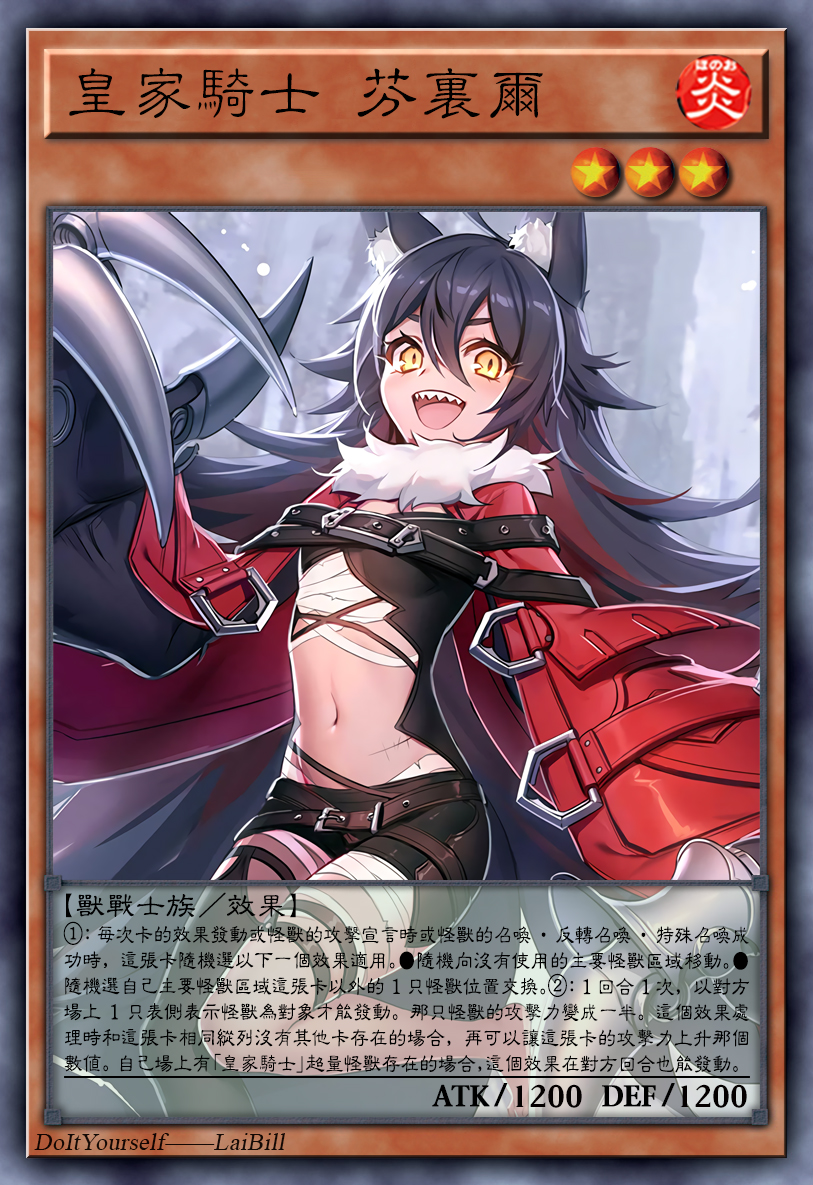 皇家騎士 芬裏爾
ほのお
炎
【獸戰士族／效果】
①：每次卡的效果發動或怪獸的攻擊宣言時或怪獸的召喚・反轉召喚・特殊召喚成
功時，這張卡隨機選以下一個效果適用。●隨機向沒有使用的主要怪獸區域移動。●
隨機選自己主要怪獸區域這張卡以外的１只怪獸位置交換。②：１回合１次，以對方
場上１只表側表示怪獸為對象才能發動。那只怪獸的攻擊力變成一半。這個效果處
理時和這張卡相同縱列沒有其他卡存在的場合，再可以讓這張卡的攻擊力上升那個
數值。自己場上有「皇家騎士」超量怪獸存在的場合，這個效果在對方回合也能發動。
ATK/1200 DEF/1200
DoItYourself——LaiBill